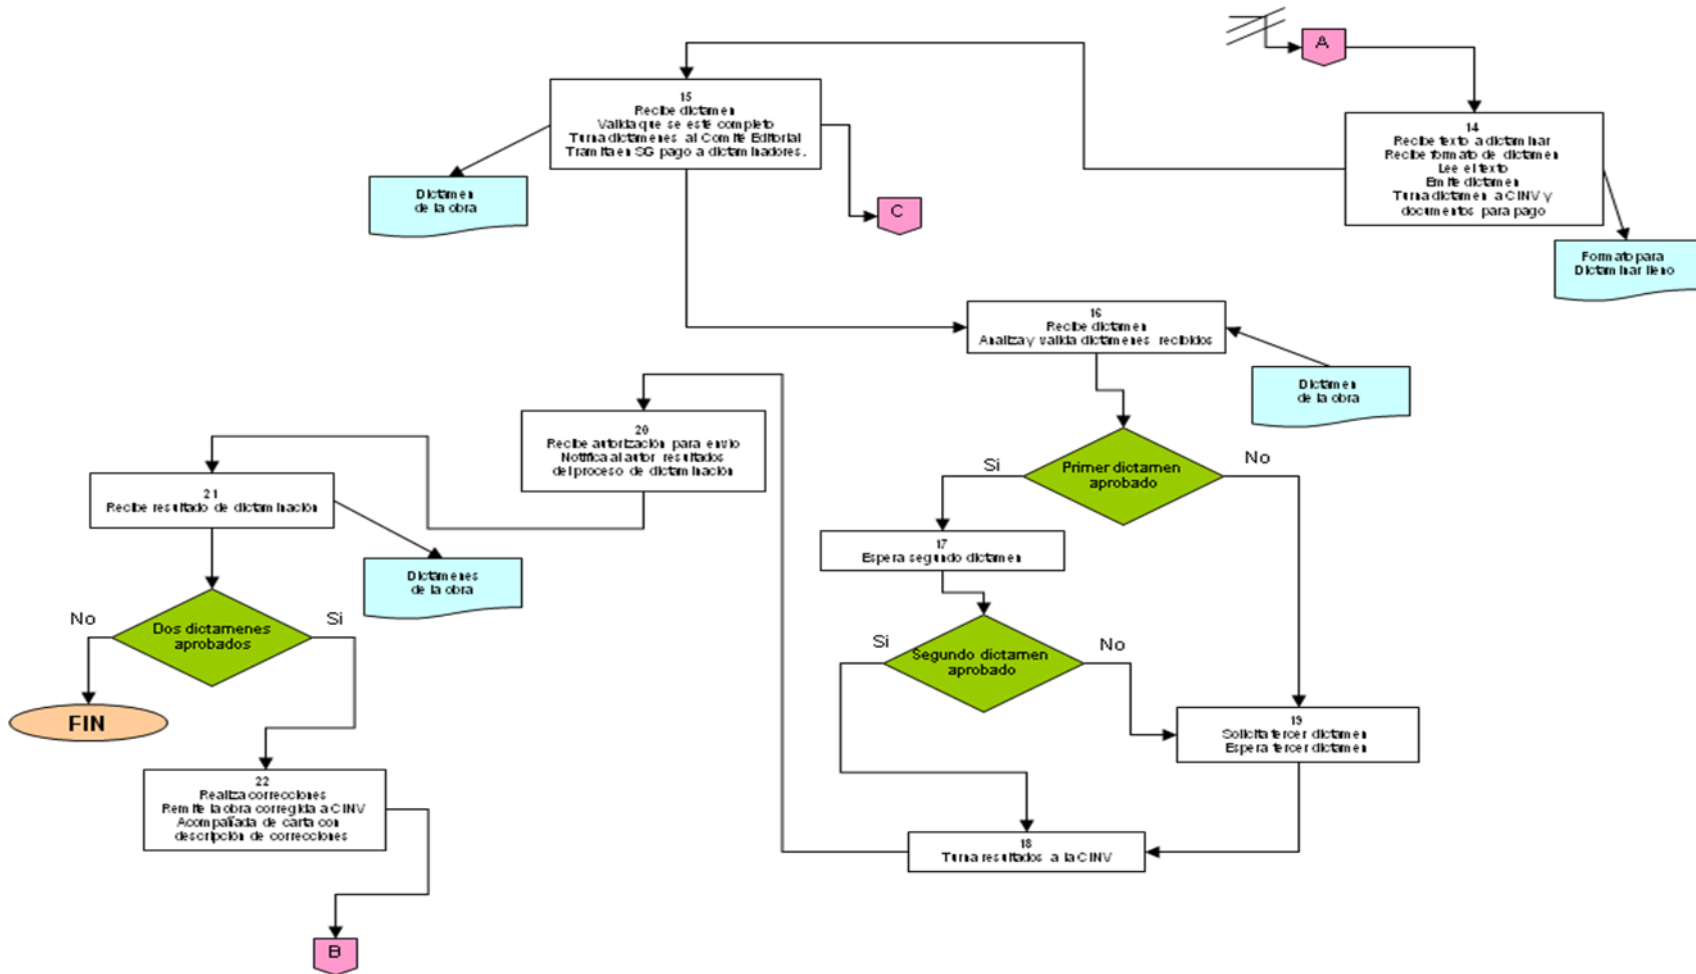 A
14
Recibe texto a dictaminar
Recibe formato de dictamen
Lee el texto
Emite dictamen
Turna dictamen a CINV y
documentos para pago
Formato para
Dictaminar lleno
15
Recibe dictamen
Valida que se esté completo
Turna dictámenes al Comité Editorial
Tramita en SG pago a dictaminadores.
Dictámen
de la obra
C
16
Recibe dictamen
Analiza y valida dictámenes recibidos
Dictámen
de la obra
Primer dictamen
aprobado
Si
No
17
Espera segundo dictamen
Segundo dictamen
aprobado
Si
No
19
Solicita tercer dictamen
Espera tercer dictamen
18
Turna resultados a la CINV
20
Recibe autorización para envío
Notifica al autor resultados
del proceso de dictaminación
21
Recibe resultado de dictaminación
Dictámenes
de la obra
Dos dictamenes
aprobados
No
Si
FIN
22
Realiza correcciones
Remite la obra corregida a CINV
Acompañada de carta con
descripción de correcciones
B